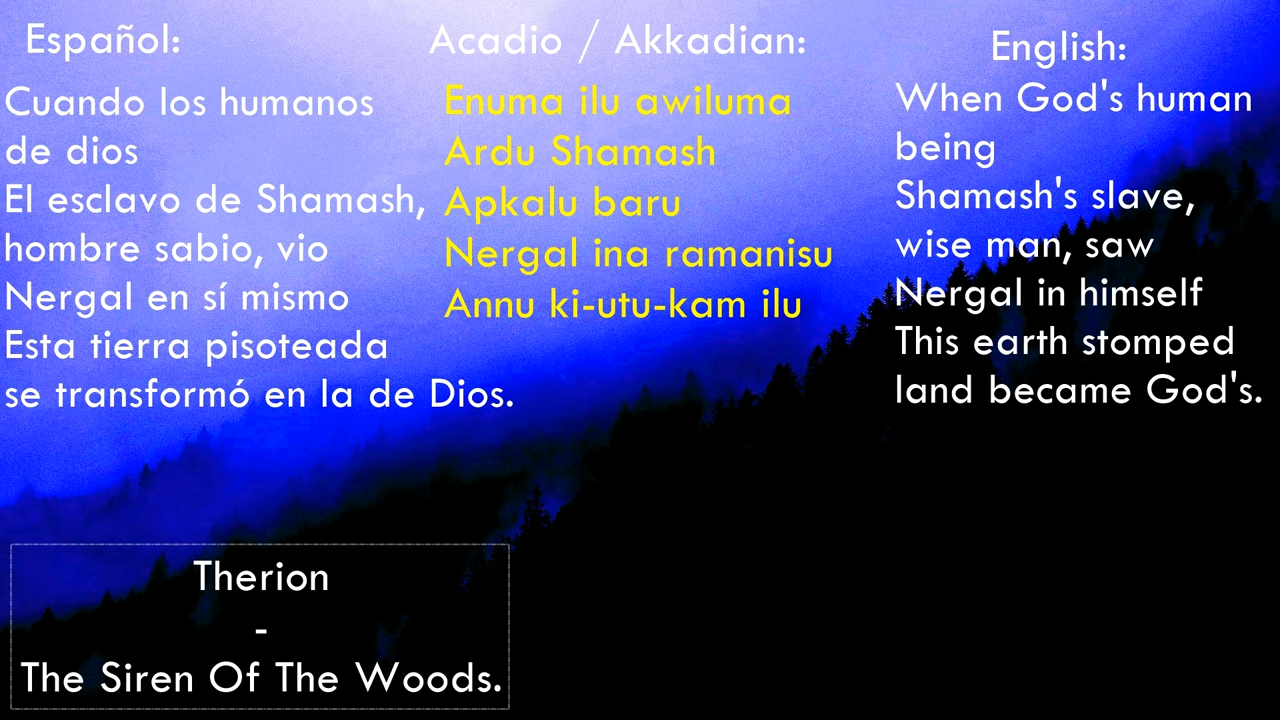 Español:
Cuando los humanos
de dios
El esclavo de Shamash,
hombre sabio, vio
Nergal en sí mismo
Esta tierra pisoteada
se transformó en la de Dios.
Acadio / Akkadian:
Enuma ilu awiluma
Ardu Shamash
Apkalu baru
Nergal ina ramanisu
Annu ki-utu-kam ilu
English:
When God's human
being
Shamash's slave,
wise man, saw
Nergal in himself
This earth stomped
land became God's.
Therion
-
The Siren Of The Woods.